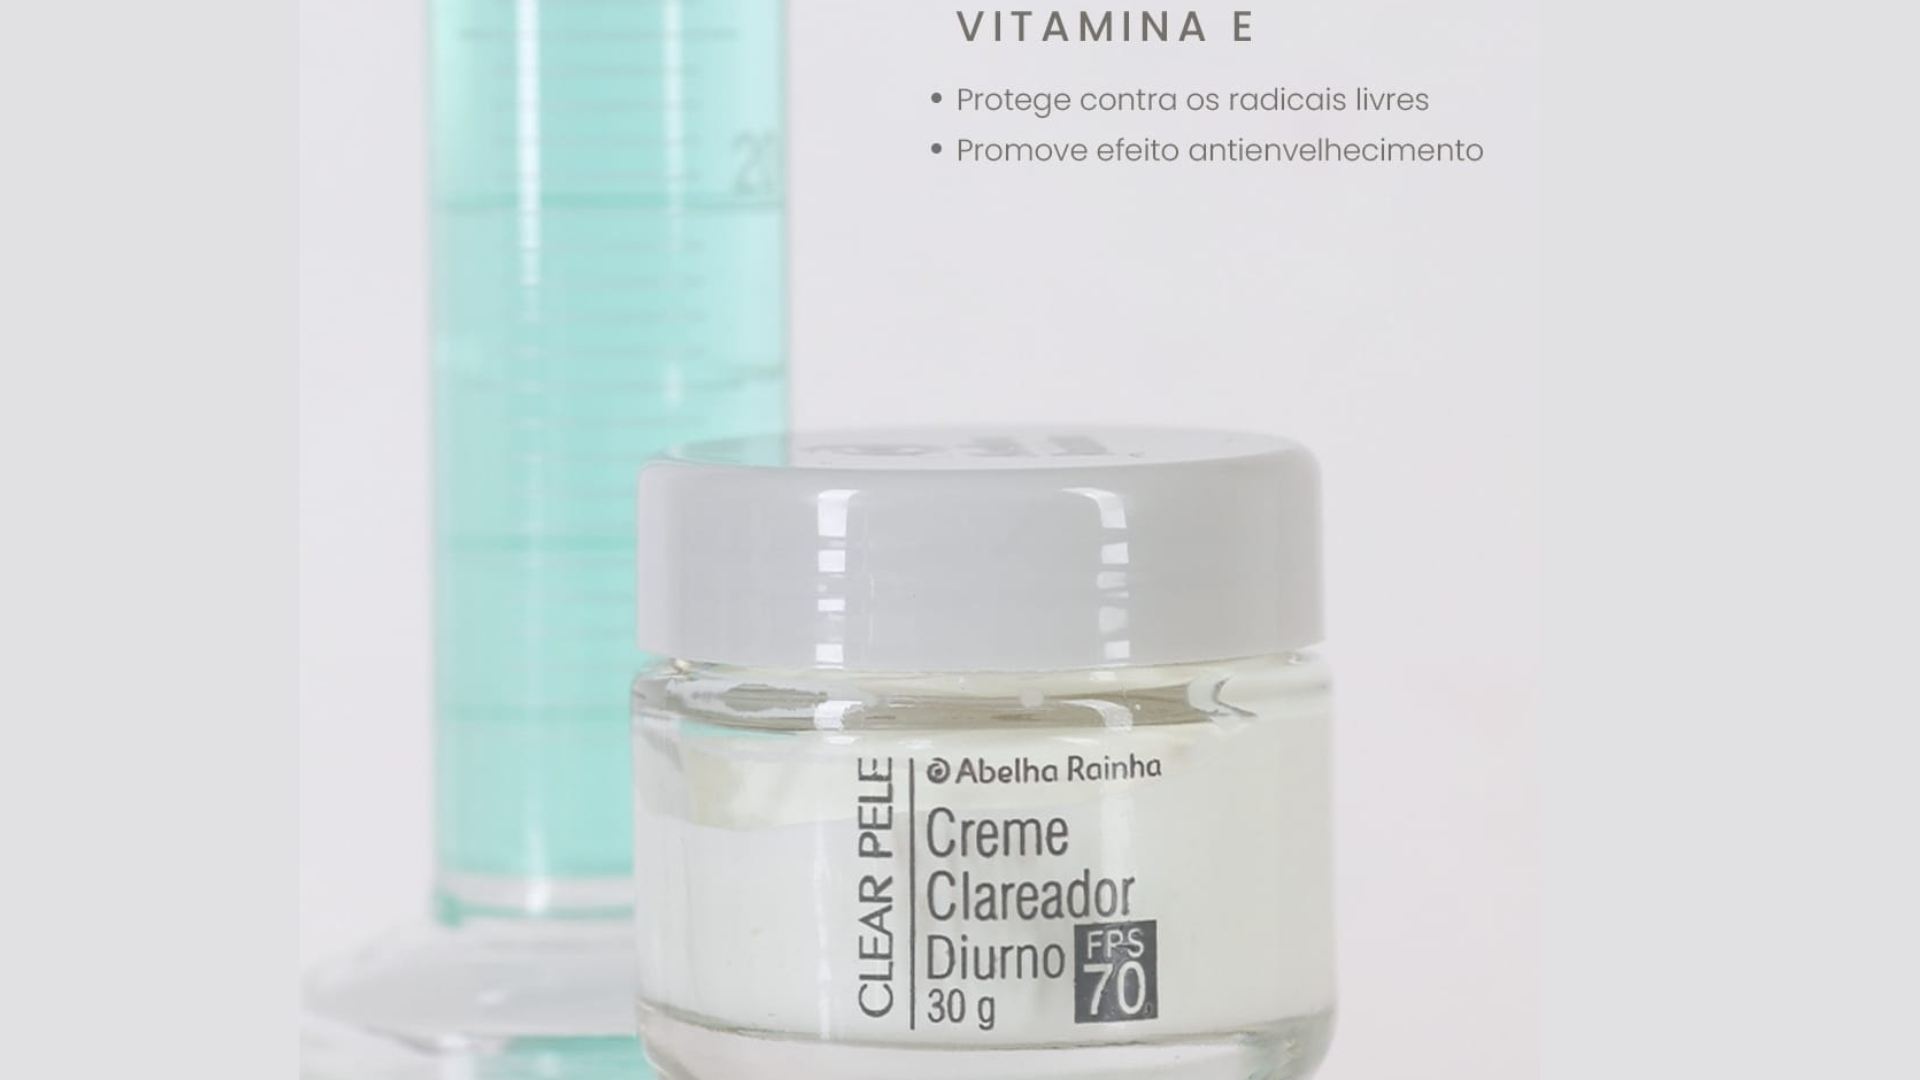 VITAMINA E
• Protege contra os radicais livres
• Promove efeito antienvelhecimento
20
CLEAR PELE
Abelha Rainha
Creme
Clareador
Diurno
FPS
70
30 g